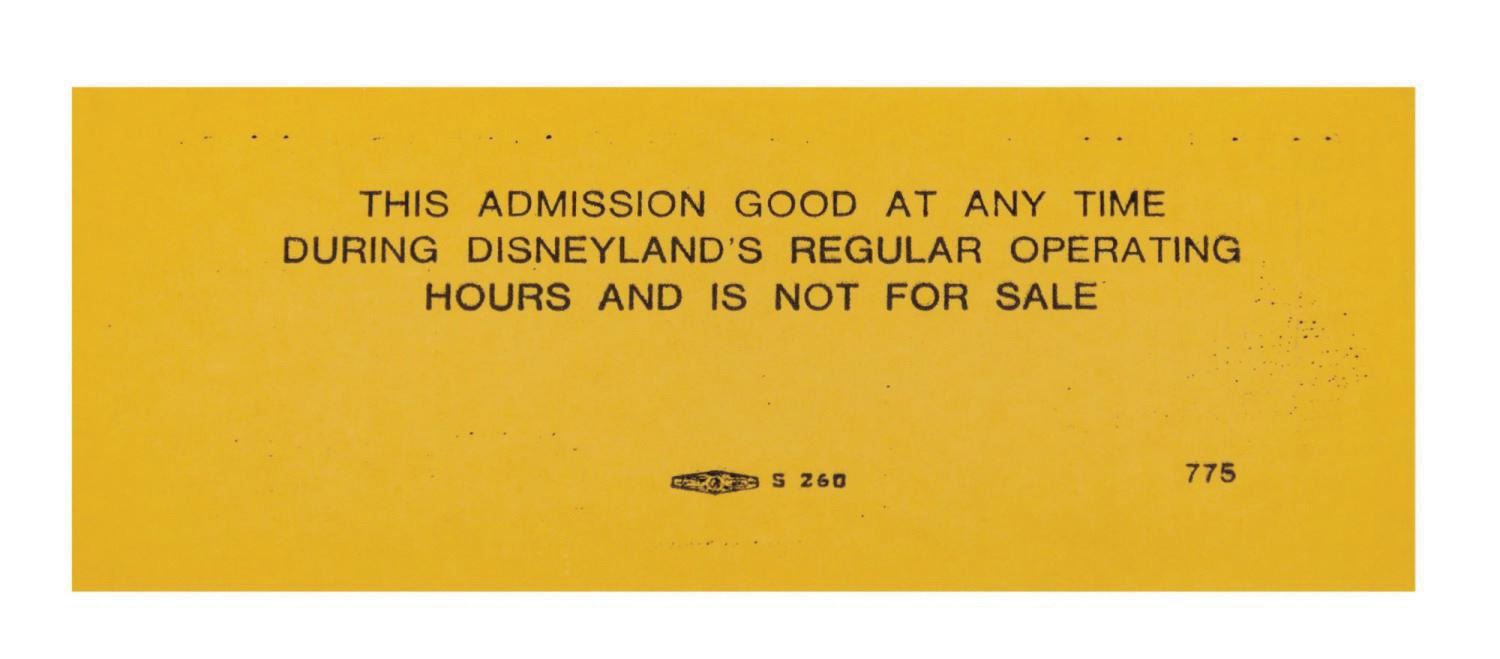 THIS ADMISSION GOOD AT ANY TIME
DURING DISNEYLAND'S REGULAR OPERATING
HOURS AND IS NOT FOR SALE
S 260
775